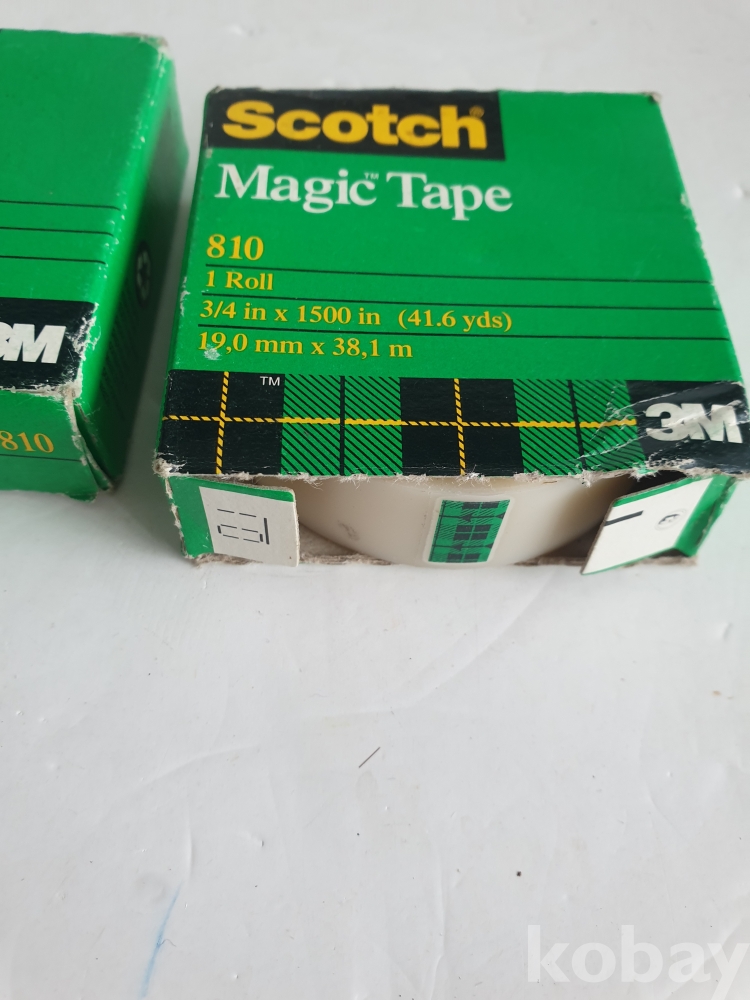 Scotch®
Magic™ Tape
810
1 Roll
3/4 in x 1500 in (41.6 yds)
19,0 mm x 38,1 m
TM
3M
3M
810
kobay